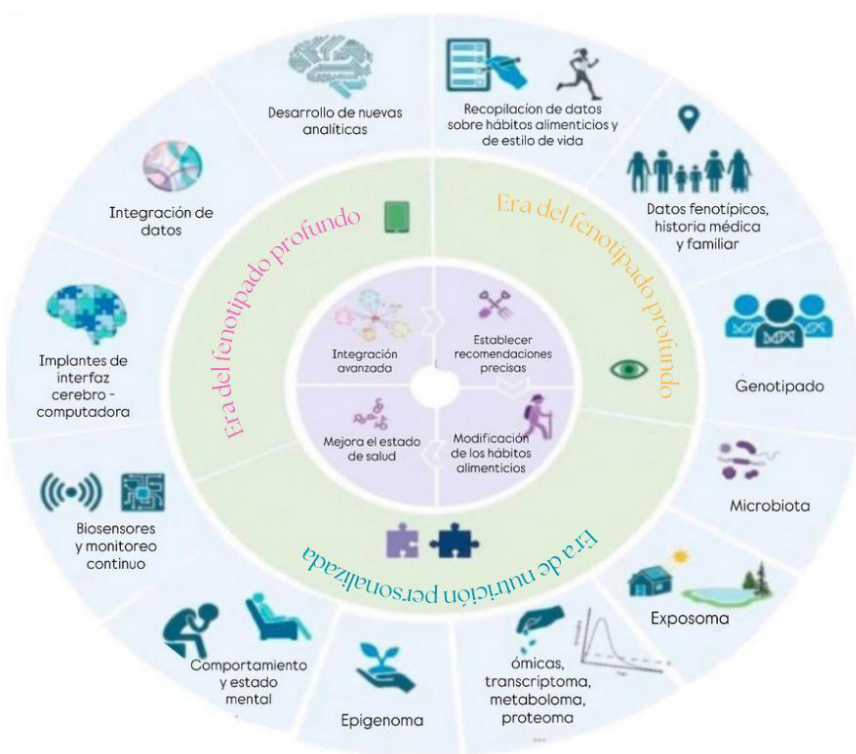 Desarrollo de nuevas
analíticas
Recopilacíon de datos
sobre hábitos alimenticios y
de estilo de vida
Datos fenotípicos,
historia médica
y familiar
Genotipado
Microbiota
Exposoma
ómicas,
transcriptoma,
metaboloma,
proteoma
...
Epigenoma
Comportamiento
y estado
mental
Biosensores
y monitoreo
continuo
Implantes de
interfaz
cerebro -
computadora
Integración de
datos
Era del fenotipado profundo
Era del fenotipado profundo
Era de nutrición personalizada
Integración
avanzada
Establecer
recomendaciones
precisas
Modificación
de los hábitos
alimenticios
Mejora el estado
de salud